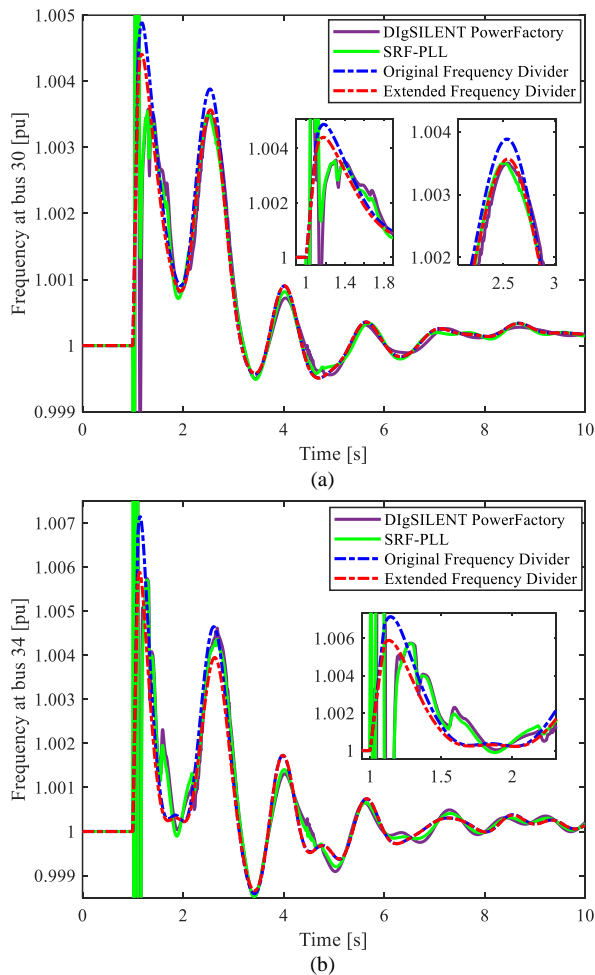 1.005
1.004
1.003
1.002
1.001
1
0.999
Frequency at bus 30 [pu]
DIgSILENT PowerFactory
SRF-PLL
Original Frequency Divider
Extended Frequency Divider
1.004
1.002
1
1 1.4 1.8
1.004
1.003
1.002
2.5 3
0 2 4 6 8 10
Time [s]
(a)
1.007
1.006
1.005
1.004
1.003
1.002
1.001
1
0.999
Frequency at bus 34 [pu]
DIgSILENT PowerFactory
SRF-PLL
Original Frequency Divider
Extended Frequency Divider
1.006
1.004
1.002
1
1 2
0 2 4 6 8 10
Time [s]
(b)